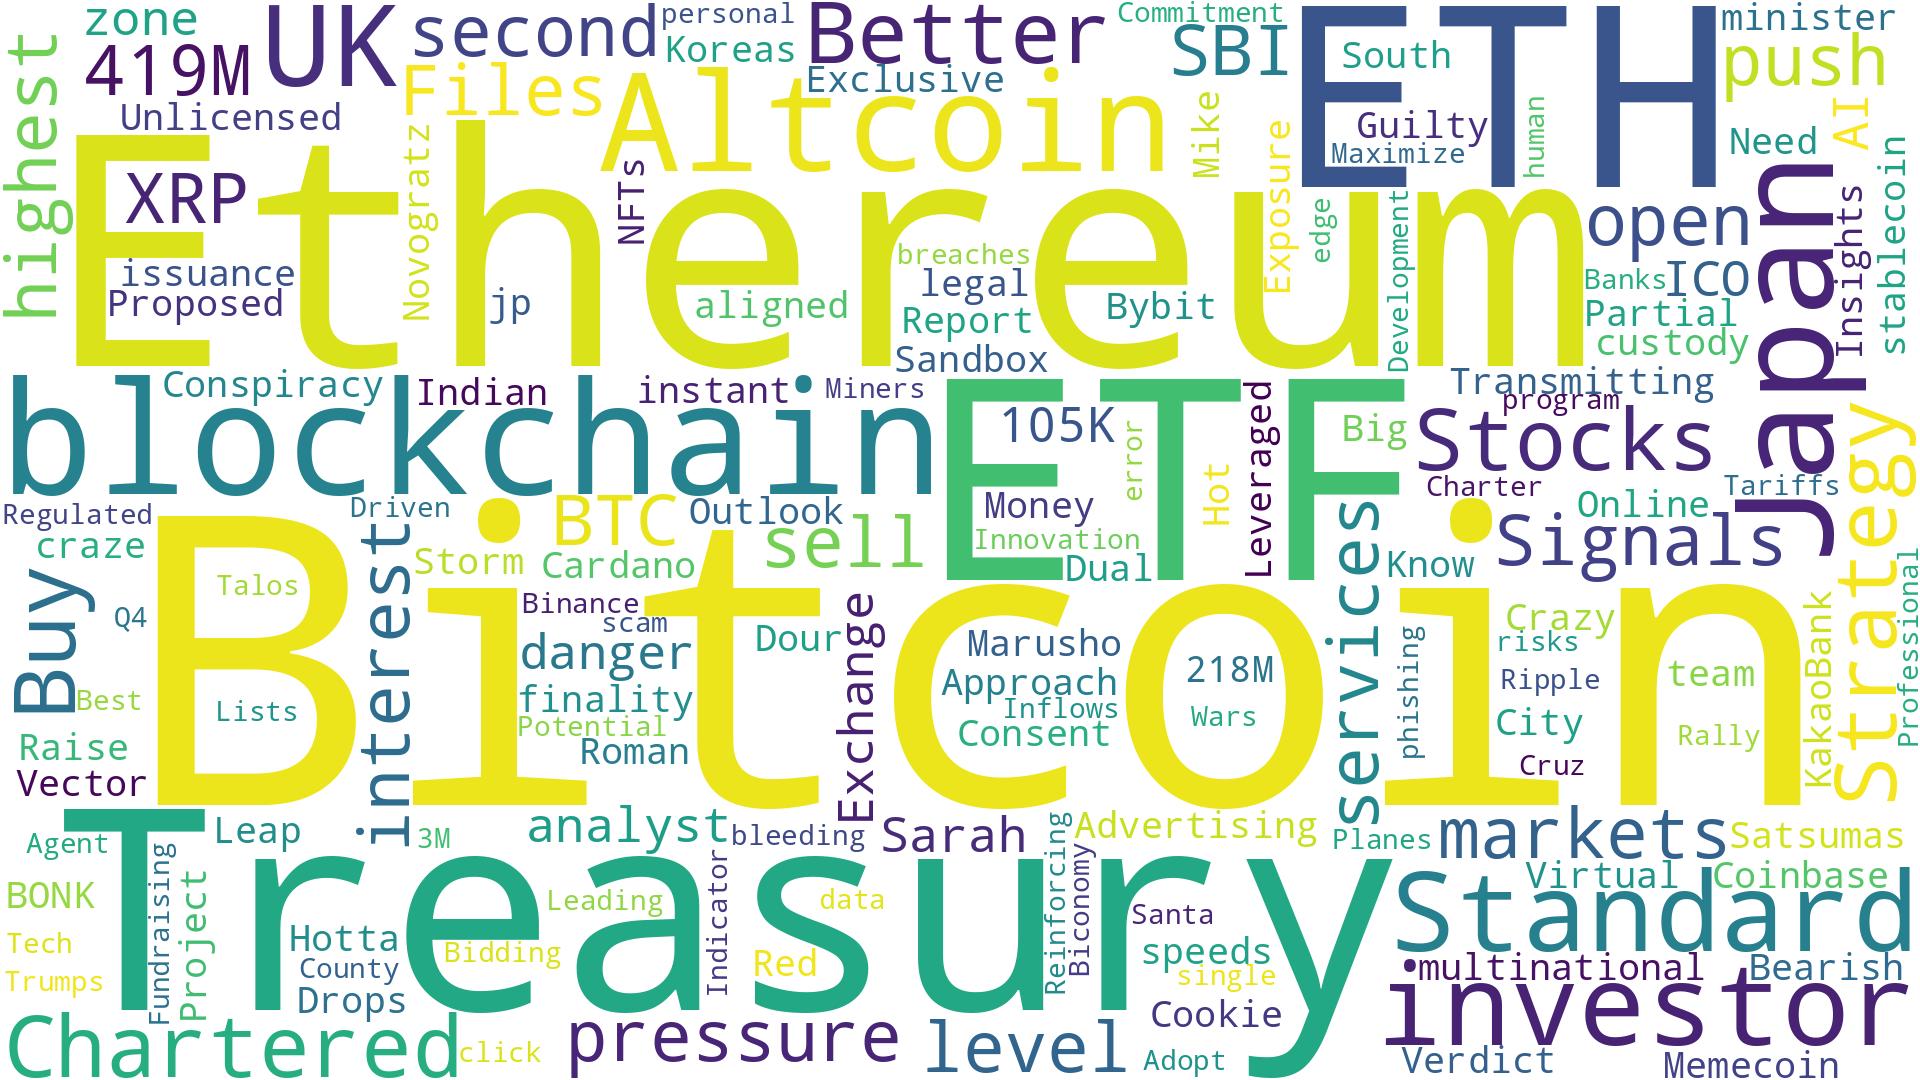 zone
419M
UK
second
personal
Koreas
Better
Commitment
SBI
ETH
South
minister
push
highest
Unlicensed
Files
Altcoin
Exclusive
Mike
Exposure
Guilty
Maximize
human
Need
AI
Ethereum
XRP
Novogratz
NFTs
breaches
legal
Report
Sandbox
Bybit
edge
Development
open
Banks
ICO
Partial
custody
Japan
Insights
stablecoin
issuance
Proposed
jp
aligned
blockchain
Conspiracy
Indian
instant
Miners
ETF
105K
Money
error
Innovation
Dual
Hot
Leveraged
Big
Transmitting
program
Stocks
Charter
Tariffs
Online
Signals
Strategy
Regulated
craze
Driven
interest
BTC
Outlook
sell
Storm
Cardano
services
Know
Professional
Buy
Q4
Talos
Bitcoin
Binance
scam
danger
Dour
Exchange
Marusho
Approach
Inflows
Consent
218M
Wars
phishing
Crazy
risks
Ripple
team
KakaoBank
Best
Lists
finality
Potential
Roman
City
Rally
Cruz
Raise
Vector
Treasury
Agent
Leap
3M
analyst
bleeding
Sarah
Reinforcing
Biconomy
Advertising
Planes
markets
Satsumas
BONK
Fundraising
Project
Leading
Indicator
data
Santa
Standard
Virtual
Coinbase
Tech
Trumps
Hotta
County
Drops
Bidding
Red
speeds
single
Cookie
multinational
Bearish
investor
Chartered
click
pressure
level
Adopt
Verdict
Memecoin